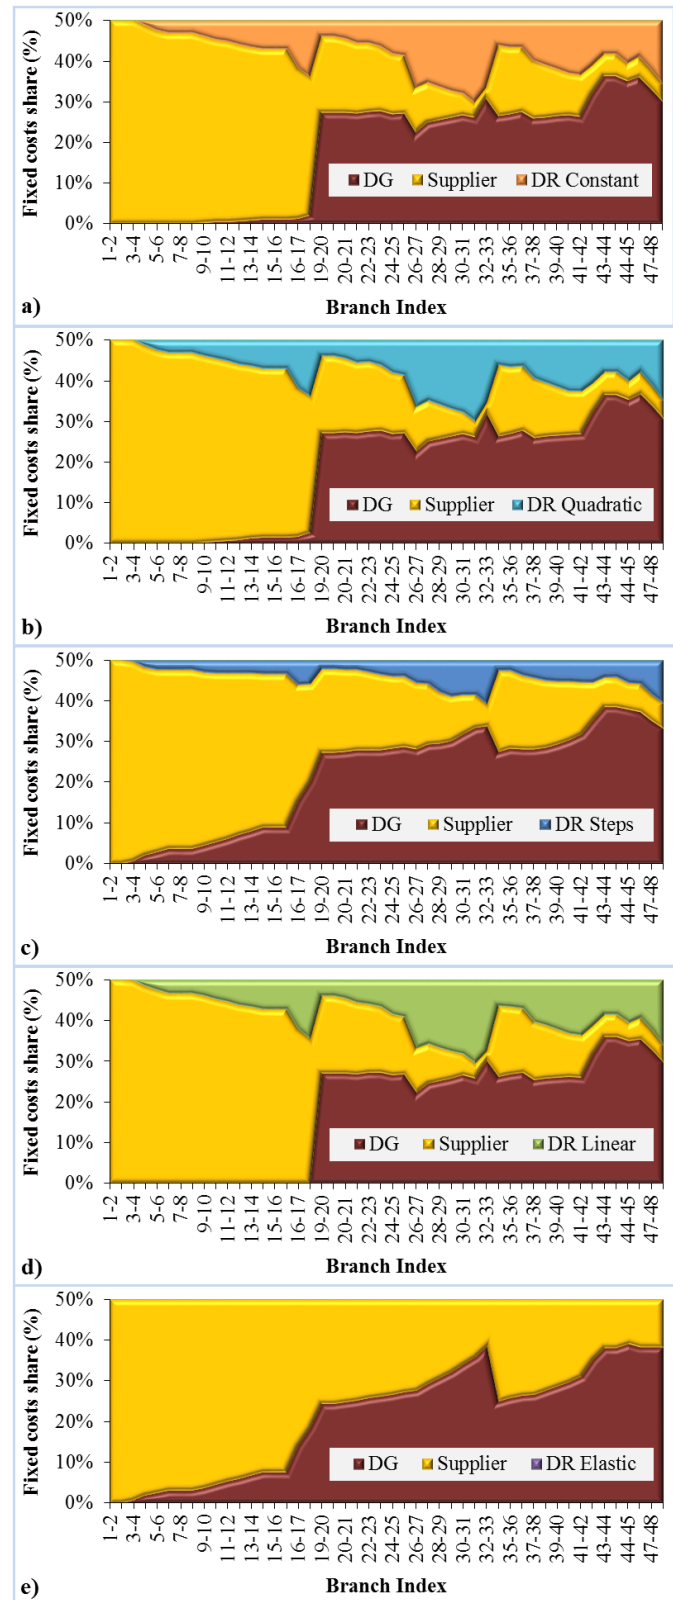 Fixed costs share (%)
50%
40%
30%
20%
10%
0%
DG Supplier DR Constant
1-2 3-4 5-6 7-8 9-10 11-12 13-14 15-16 16-17 19-20 20-21 22-23 24-25 26-27 28-29 30-31 32-33 35-36 37-38 39-40 41-42 43-44 44-45 47-48
a) Branch Index
Fixed costs share (%)
50%
40%
30%
20%
10%
0%
DG Supplier DR Quadratic
1-2 3-4 5-6 7-8 9-10 11-12 13-14 15-16 16-17 19-20 20-21 22-23 24-25 26-27 28-29 30-31 32-33 35-36 37-38 39-40 41-42 43-44 44-45 47-48
b) Branch Index
Fixed costs share (%)
50%
40%
30%
20%
10%
0%
DG Supplier DR Steps
1-2 3-4 5-6 7-8 9-10 11-12 13-14 15-16 16-17 19-20 20-21 22-23 24-25 26-27 28-29 30-31 32-33 35-36 37-38 39-40 41-42 43-44 44-45 47-48
c) Branch Index
Fixed costs share (%)
50%
40%
30%
20%
10%
0%
DG Supplier DR Linear
1-2 3-4 5-6 7-8 9-10 11-12 13-14 15-16 16-17 19-20 20-21 22-23 24-25 26-27 28-29 30-31 32-33 35-36 37-38 39-40 41-42 43-44 44-45 47-48
d) Branch Index
Fixed costs share (%)
50%
40%
30%
20%
10%
0%
DG Supplier DR Elastic
1-2 3-4 5-6 7-8 9-10 11-12 13-14 15-16 16-17 19-20 20-21 22-23 24-25 26-27 28-29 30-31 32-33 35-36 37-38 39-40 41-42 43-44 44-45 47-48
e) Branch Index